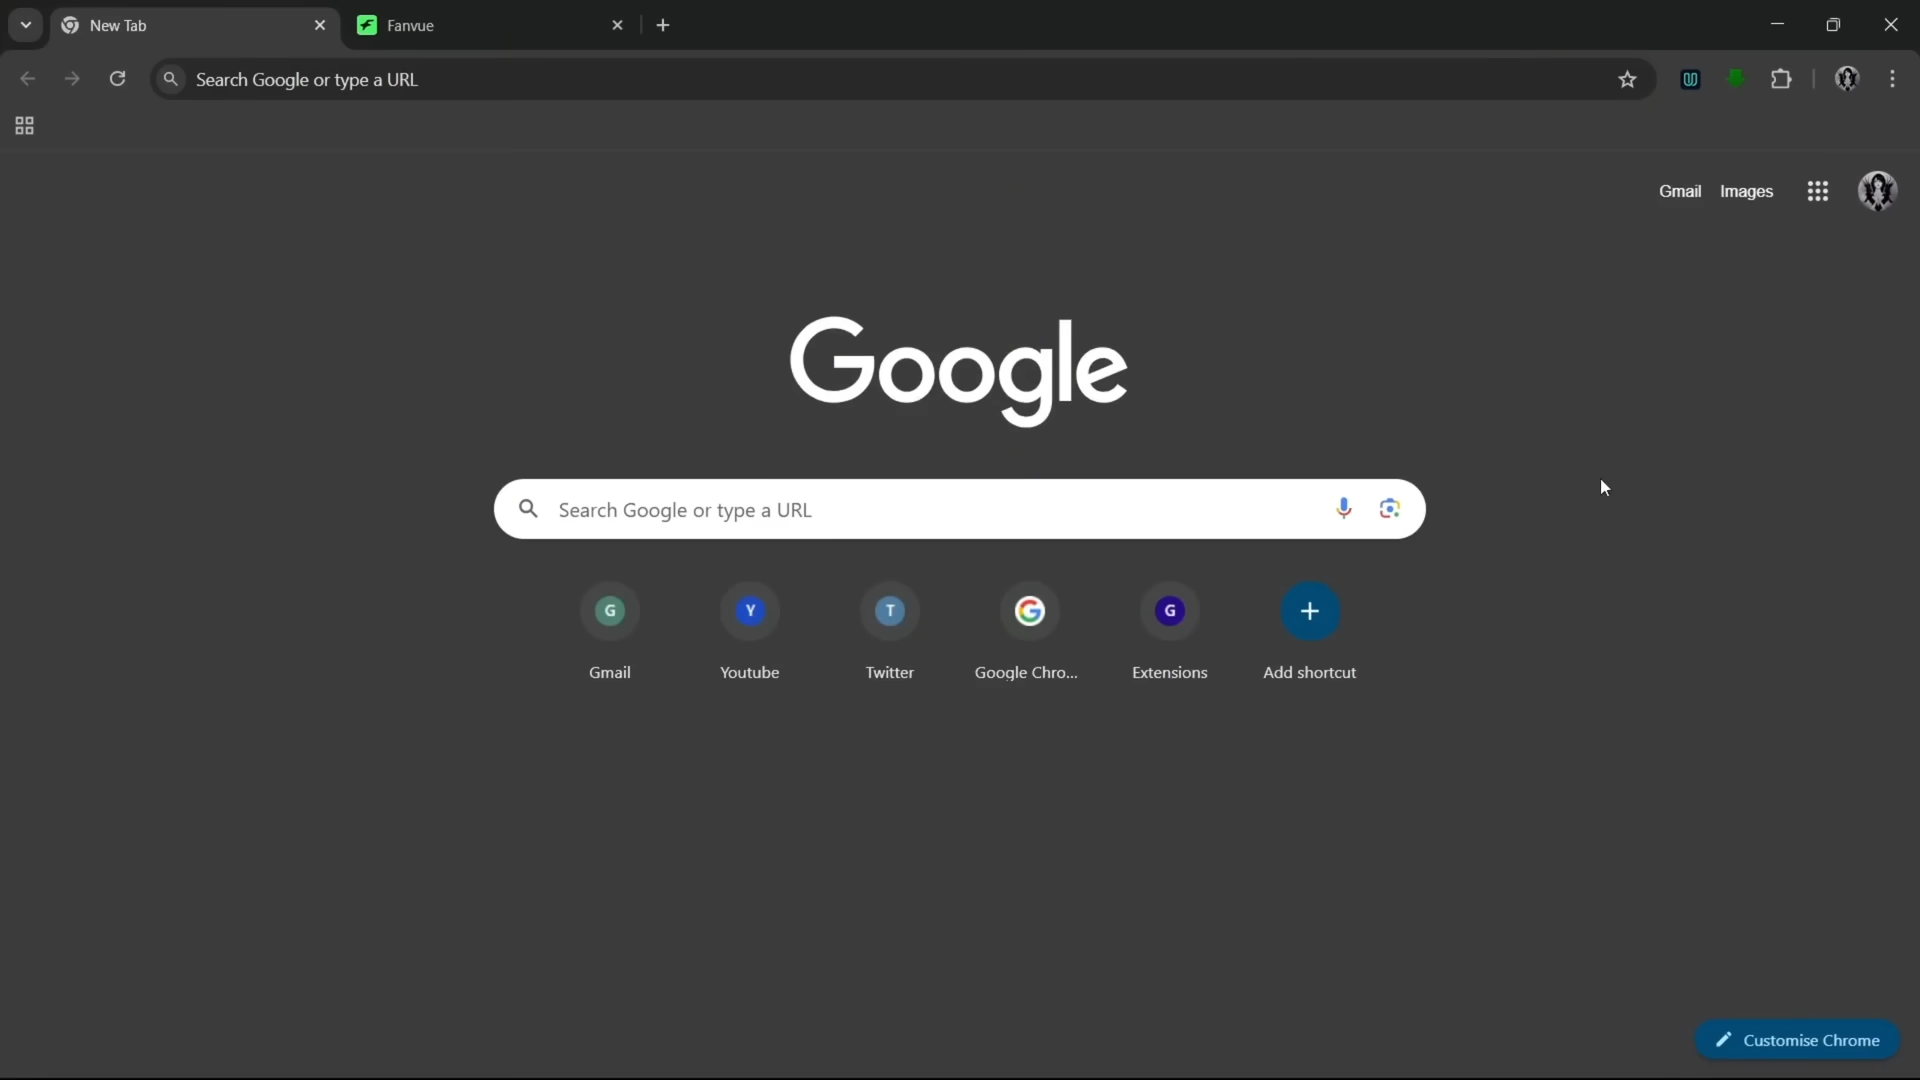 New Tab
Fanvue
Search Google or type a URL
Gmail Images
Google
Search Google or type a URL
G Y T G G
Gmail Youtube Twitter Google Chro... Extensions Add shortcut
Customise Chrome